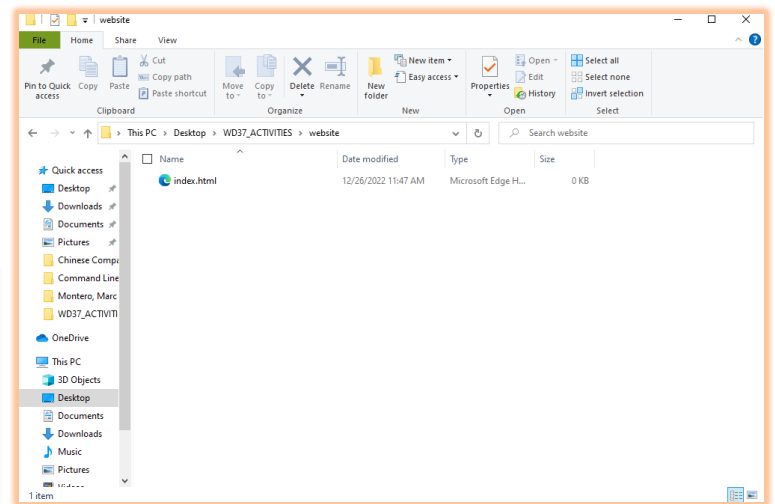 website
File Home Share View
Pin to Quick access
Copy
Paste
Cut
Copy path
Paste shortcut
Clipboard
Move to
Copy to
Delete
Rename
Organize
New folder
New item
Easy access
New
Properties
Open
Edit
History
Open
Select all
Select none
Invert selection
Select
This PC > Desktop > WD37_ACTIVITIES > website
Search website
Name Date modified Type Size
index.html 12/26/2022 11:47 AM Microsoft Edge H... 0 KB
Quick access
Desktop
Downloads
Documents
Pictures
Chinese Compa
Command Line
Montero, Marc
WD37_ACTIVITI
OneDrive
This PC
3D Objects
Desktop
Documents
Downloads
Music
Pictures
Videos
1 item